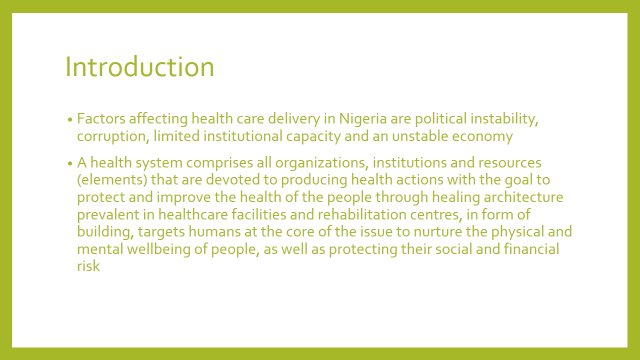 Introduction
• Factors affecting health care delivery in Nigeria are political instability,
corruption, limited institutional capacity and an unstable economy
• A health system comprises all organizations, institutions and resources
(elements) that are devoted to producing health actions with the goal to
protect and improve the health of the people through healing architecture
prevalent in healthcare facilities and rehabilitation centres, in form of
building, targets humans at the core of the issue to nurture the physical and
mental wellbeing of people, as well as protecting their social and financial
risk